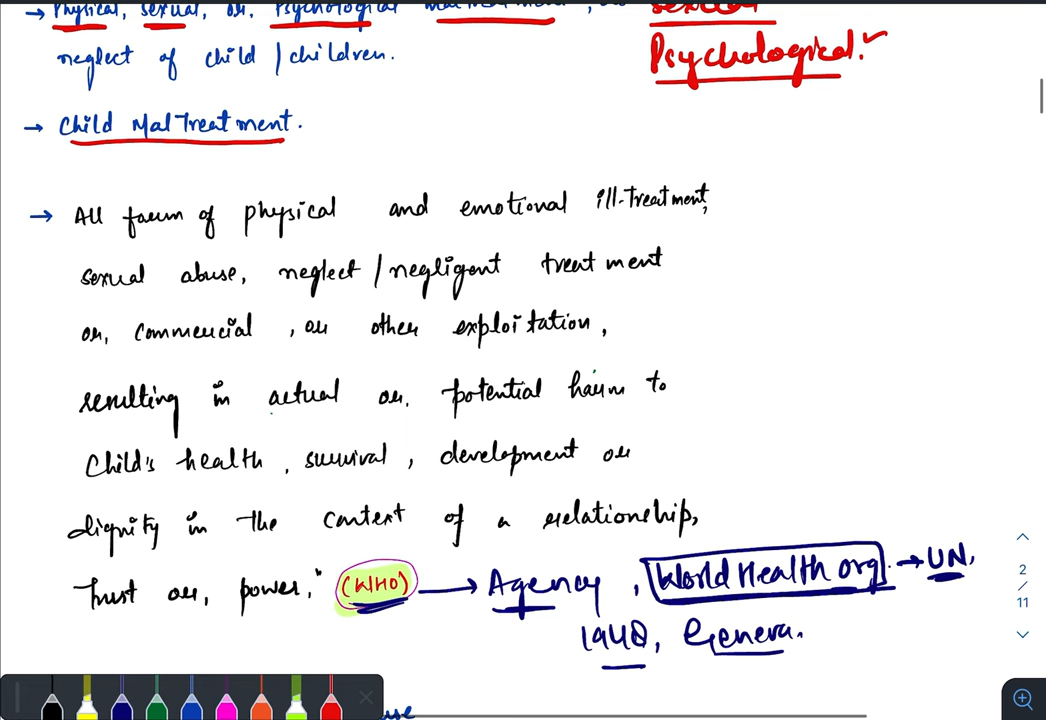 → Physical, sexual, or, Psychological maltreatment,
neglect of child / children.
Psychological.
→ Child MalTreatment.
→ All form of physical and emotional ill-Treatment,
sexual abuse, neglect / negligent treatment
or, commercial, or other exploitation,
resulting in actual or. potential harm to
Child's health, survival, development or
dignity in the context of a relationship,
Trust or, power." (WHO) → Agency, World Health org. → UN.
1948, Geneva.
2
/
11
use